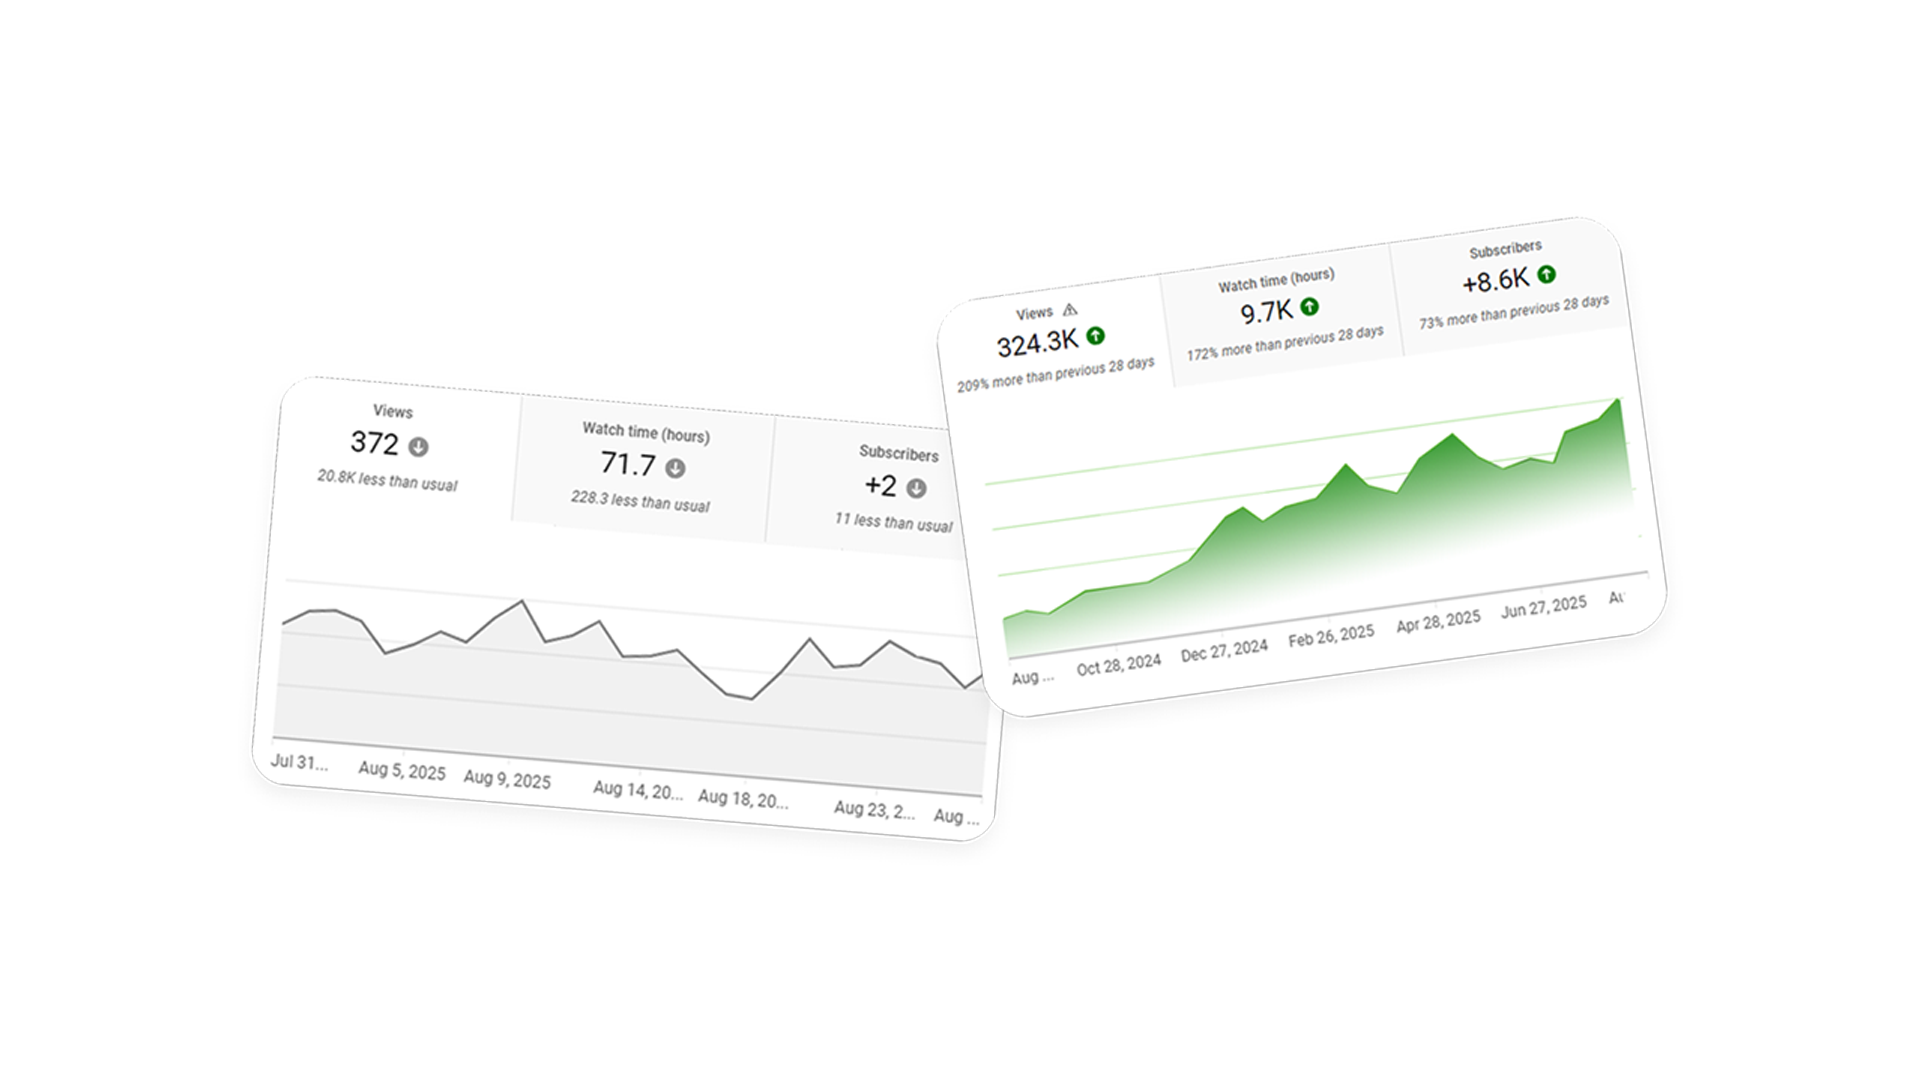 Views
372
20.8K less than usual
Watch time (hours)
71.7
228.3 less than usual
Subscribers
+2
11 less than usual
Jul 31...
Aug 5, 2025
Aug 9, 2025
Aug 14, 20...
Aug 18, 20...
Aug 23, 2...
Aug ...
Views
324.3K
209% more than previous 28 days
Watch time (hours)
9.7K
172% more than previous 28 days
Subscribers
+8.6K
73% more than previous 28 days
Aug ...
Oct 28, 2024
Dec 27, 2024
Feb 26, 2025
Apr 28, 2025
Jun 27, 2025